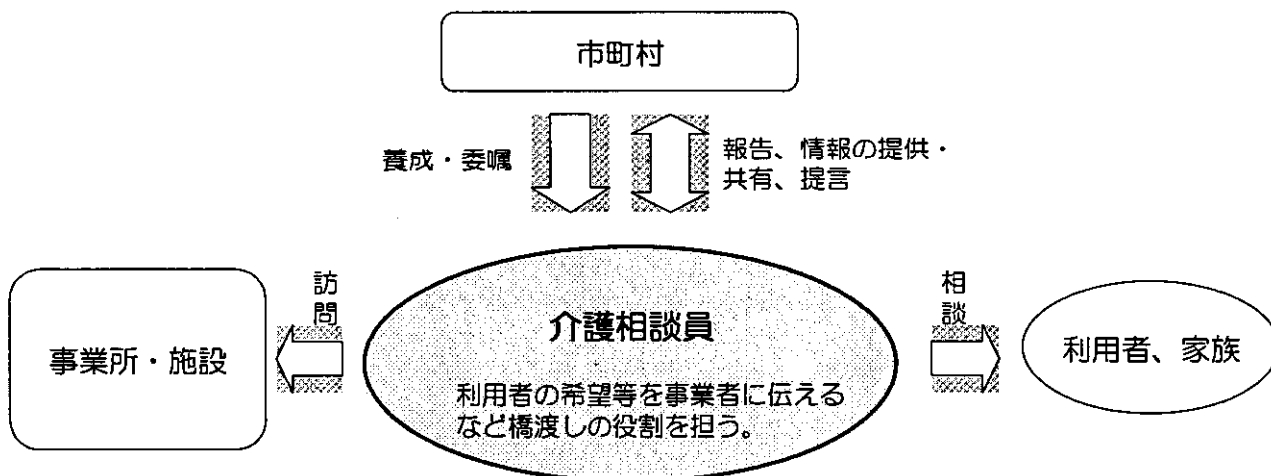 市町村
養成・委嘱
報告、情報の提供・
共有、提言
訪問
相談
介護相談員
事業所・施設
利用者、家族
利用者の希望等を事業者に伝える
など橋渡しの役割を担う。